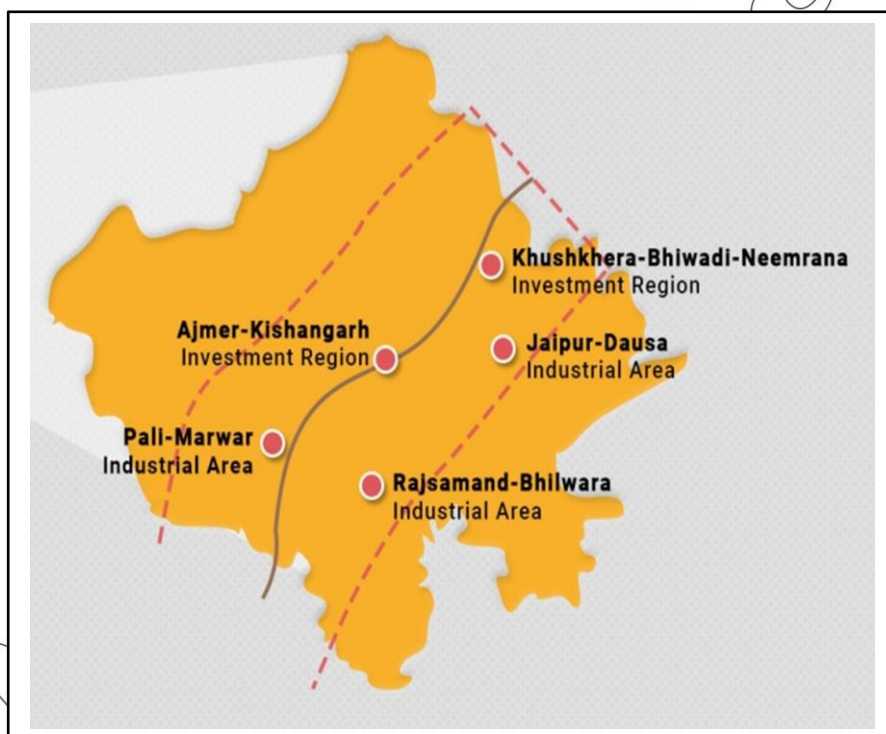 Khushkhera-Bhiwadi-Neemrana
Investment Region
Ajmer-Kishangarh
Investment Region
Jaipur-Dausa
Industrial Area
Pali-Marwar
Industrial Area
Rajsamand-Bhilwara
Industrial Area